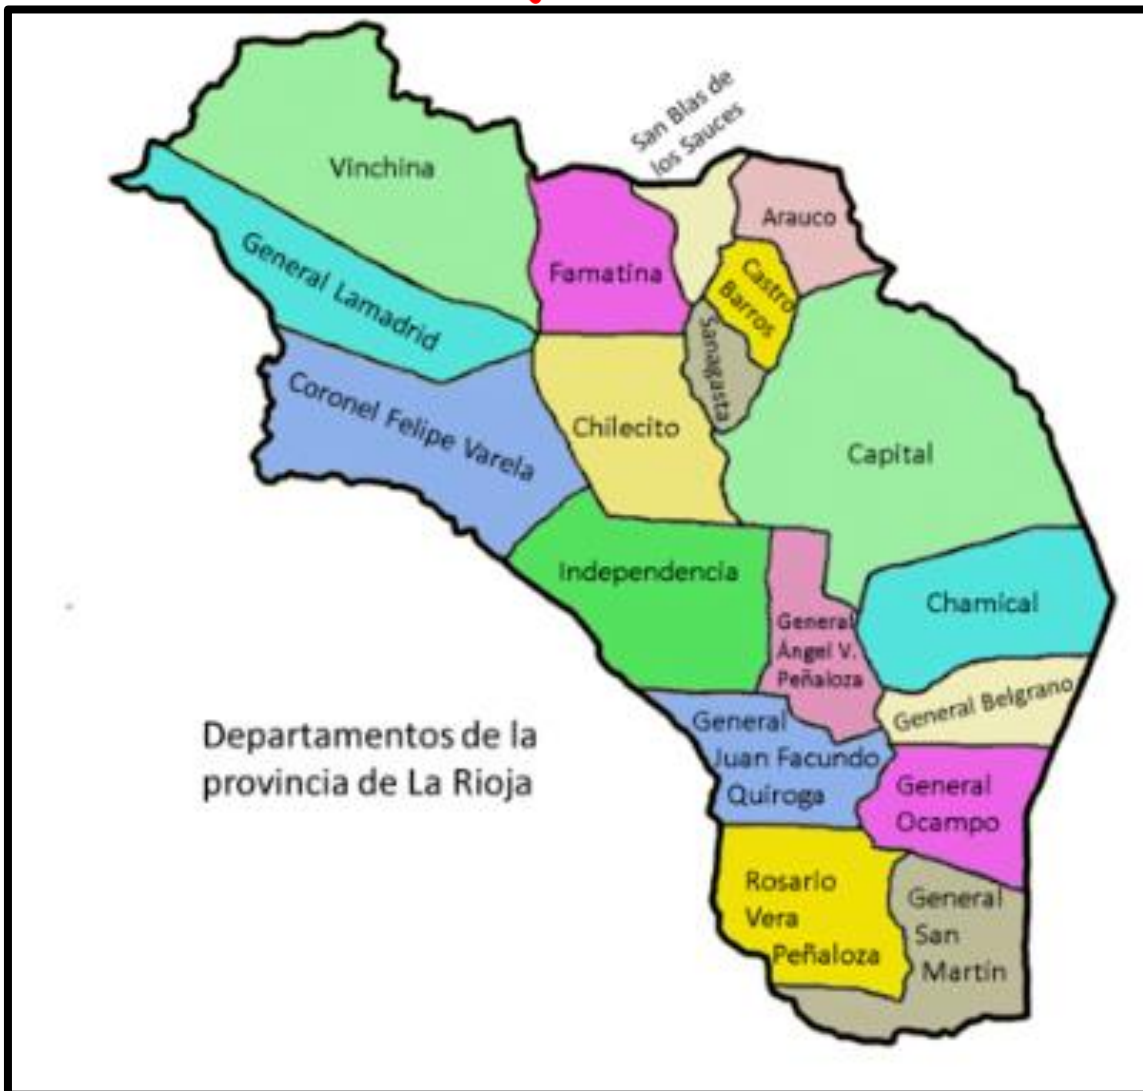 San Blas de
los Sauces
Vinchina
Arauco
General Lamadrid
Famatina
Castro
Barros
Sanagasta
Coronel Felipe Varela
Chilecito
Capital
Independencia
Chamical
General
Ángel V.
Peñaloza
General Belgrano
General
Juan Facundo
Quiroga
Departamentos de la
provincia de La Rioja
General
Ocampo
Rosario
Vera
Peñaloza
General
San
Martín